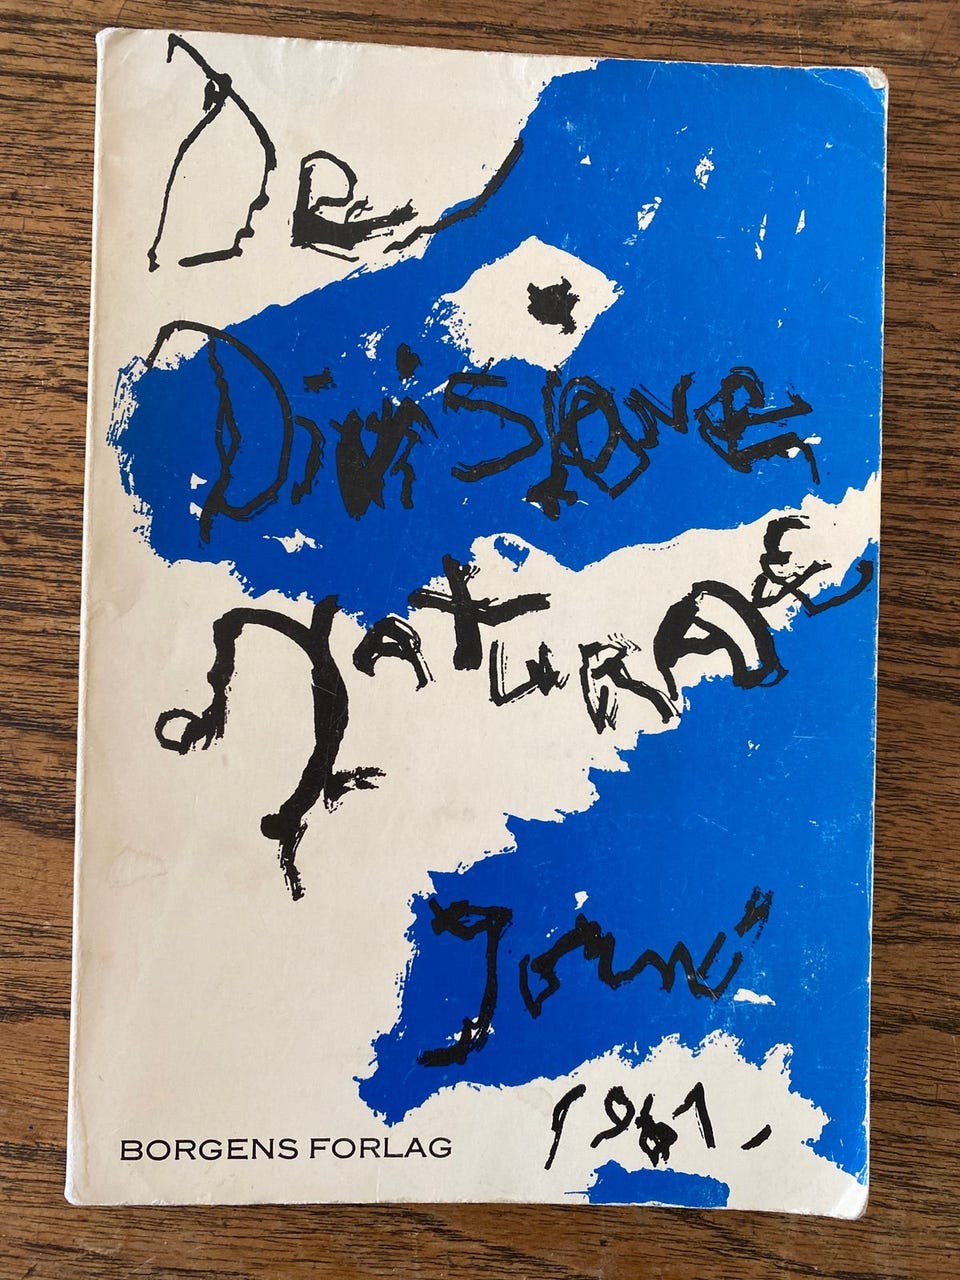 De
Divisione
Naturae
Jorn
1961.
BORGENS FORLAG